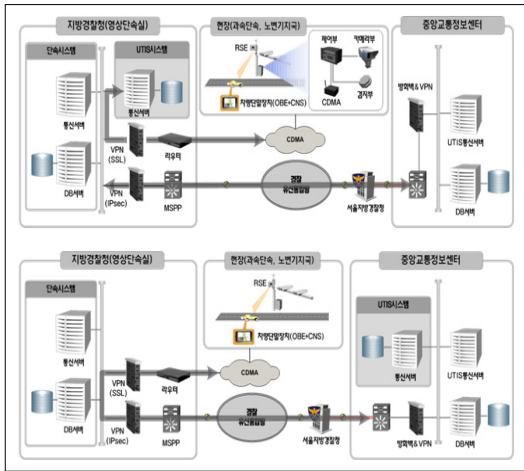 지방경찰청(영상단속실)
현장(과속단속, 노변기지국)
중앙교통정보센터
단속시스템
UTIS시스템
통신서버
통신서버
DB서버
RSE
차량단말장치(OBE+CNS)
제어부
카메라부
CDMA
검지부
CDMA
VPN
(SSL)
라우터
VPN
(IPsec)
MSPP
경찰
서울지방경찰청
방화벽& VPN
UTIS통신서버
DB서버
지방경찰청(영상단속실)
현장(과속단속, 노변기지국)
중앙교통정보센터
단속시스템
통신서버
DB서버
RSE
차량단말장치(OBE+CNS)
CDMA
VPN
(SSL)
라우터
VPN
(IPsec)
MSPP
경찰
서울지방경찰청
UTIS시스템
통신서버
UTIS통신서버
방화벽& VPN
DB서버